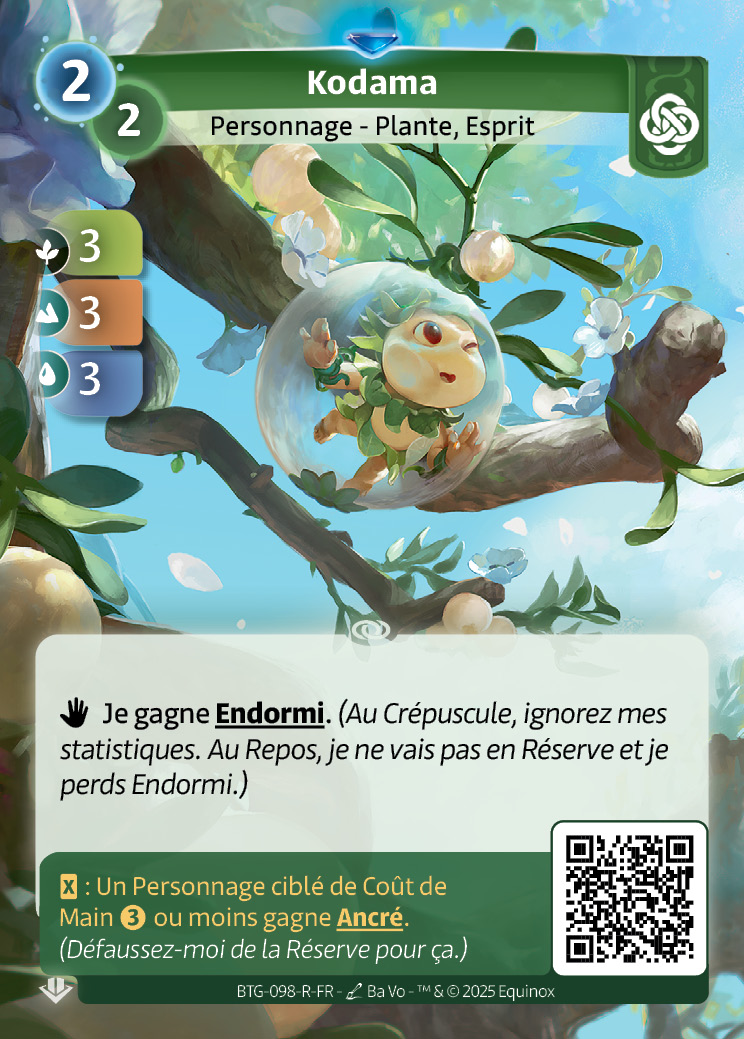 2
Kodama
2
Personnage - Plante, Esprit
3
3
3
Je gagne Endormi. (Au Crépuscule, ignorez mes
statistiques. Au Repos, je ne vais pas en Réserve et je
perds Endormi.)
X : Un Personnage ciblé de Coût de
Main 3 ou moins gagne Ancré.
(Défaussez-moi de la Réserve pour ça.)
BTG-098-R-FR - Ba Vo - ™ & © 2025 Equinox